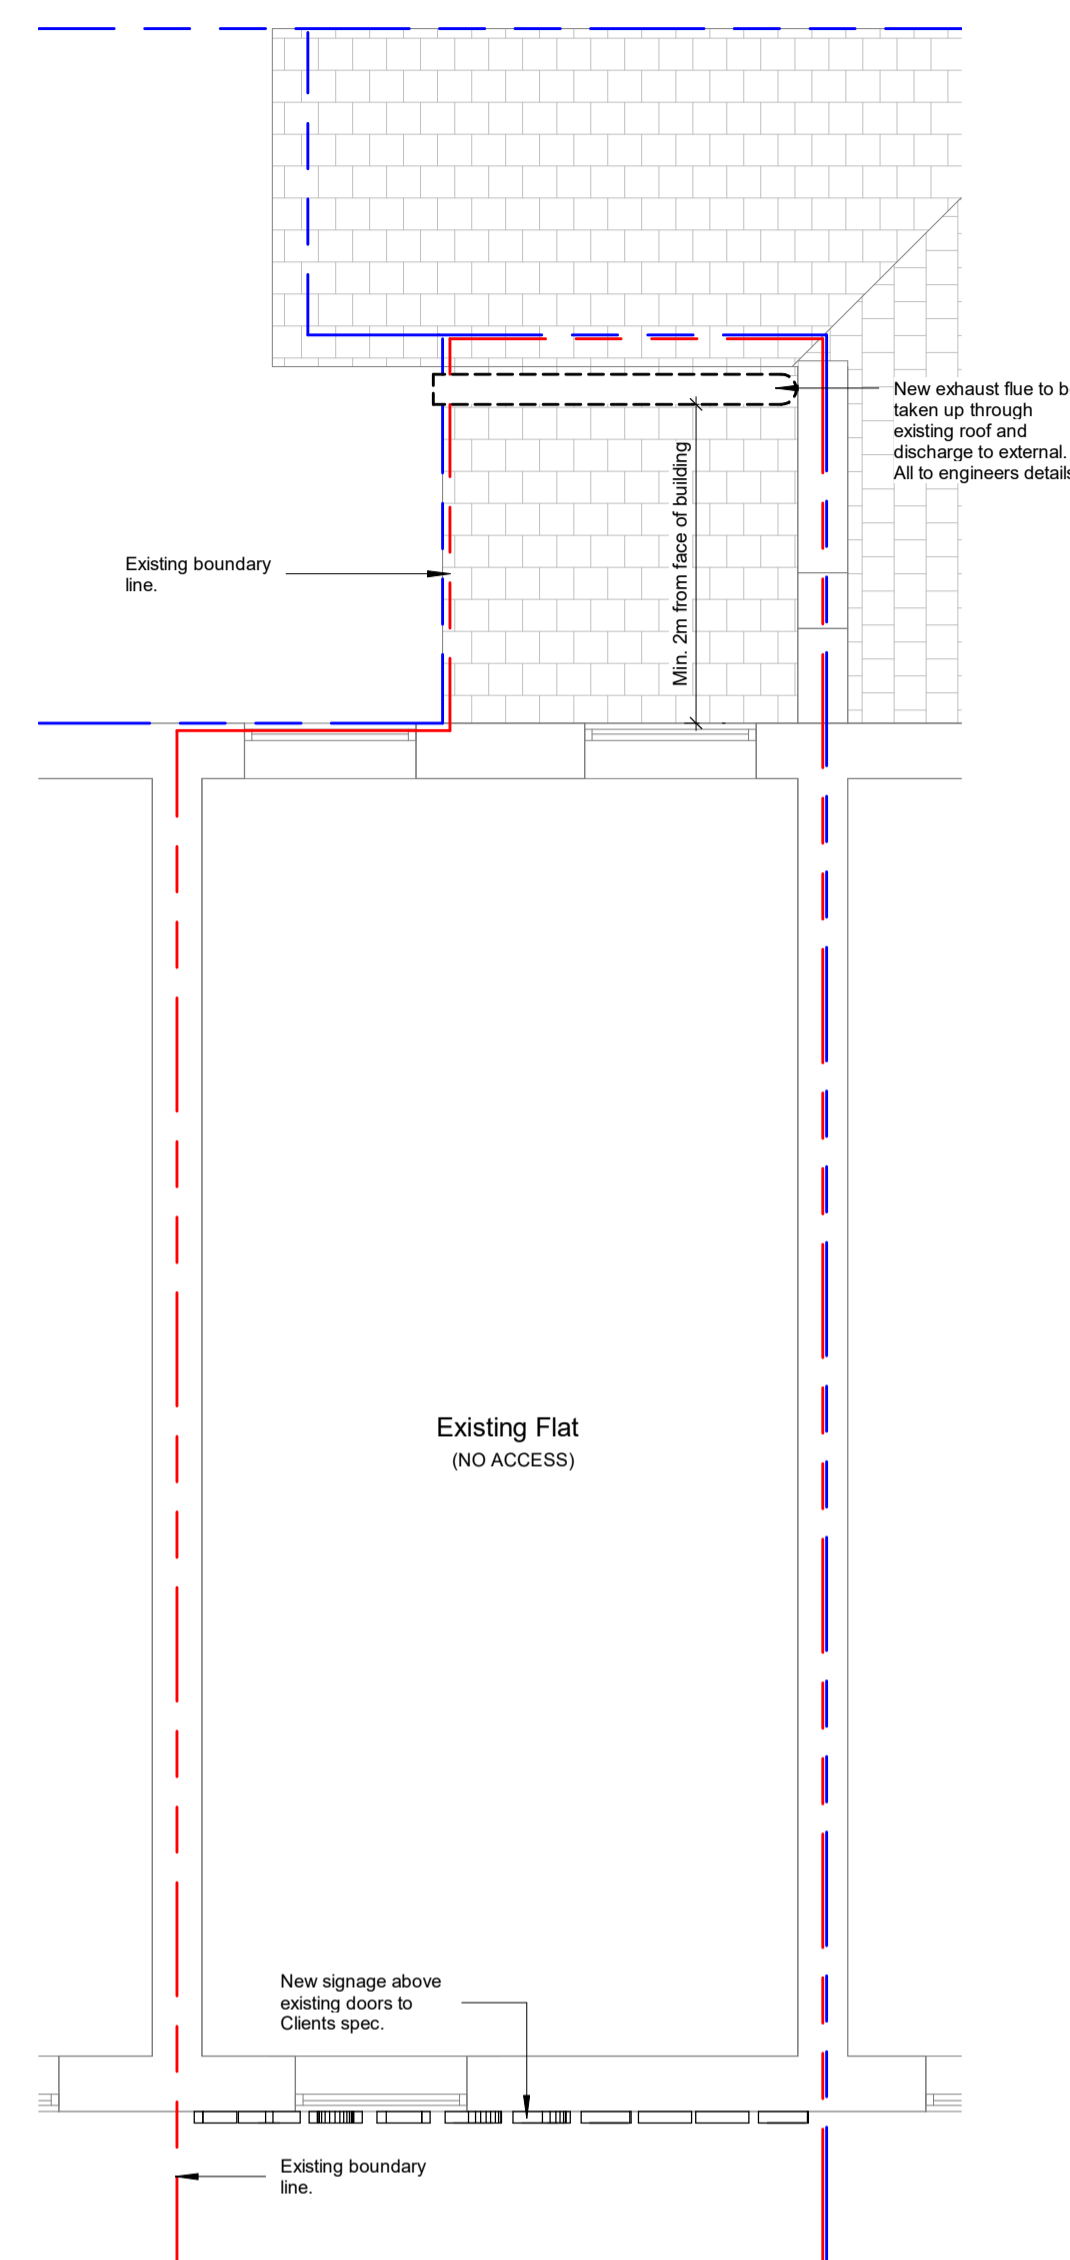 New exhaust flue to b
taken up through
existing roof and
discharge to external.
All to engineers details
Min. 2m from face of building
Existing boundary
line.
Existing Flat
(NO ACCESS)
New signage above
existing doors to
Clients spec.
Existing boundary
line.